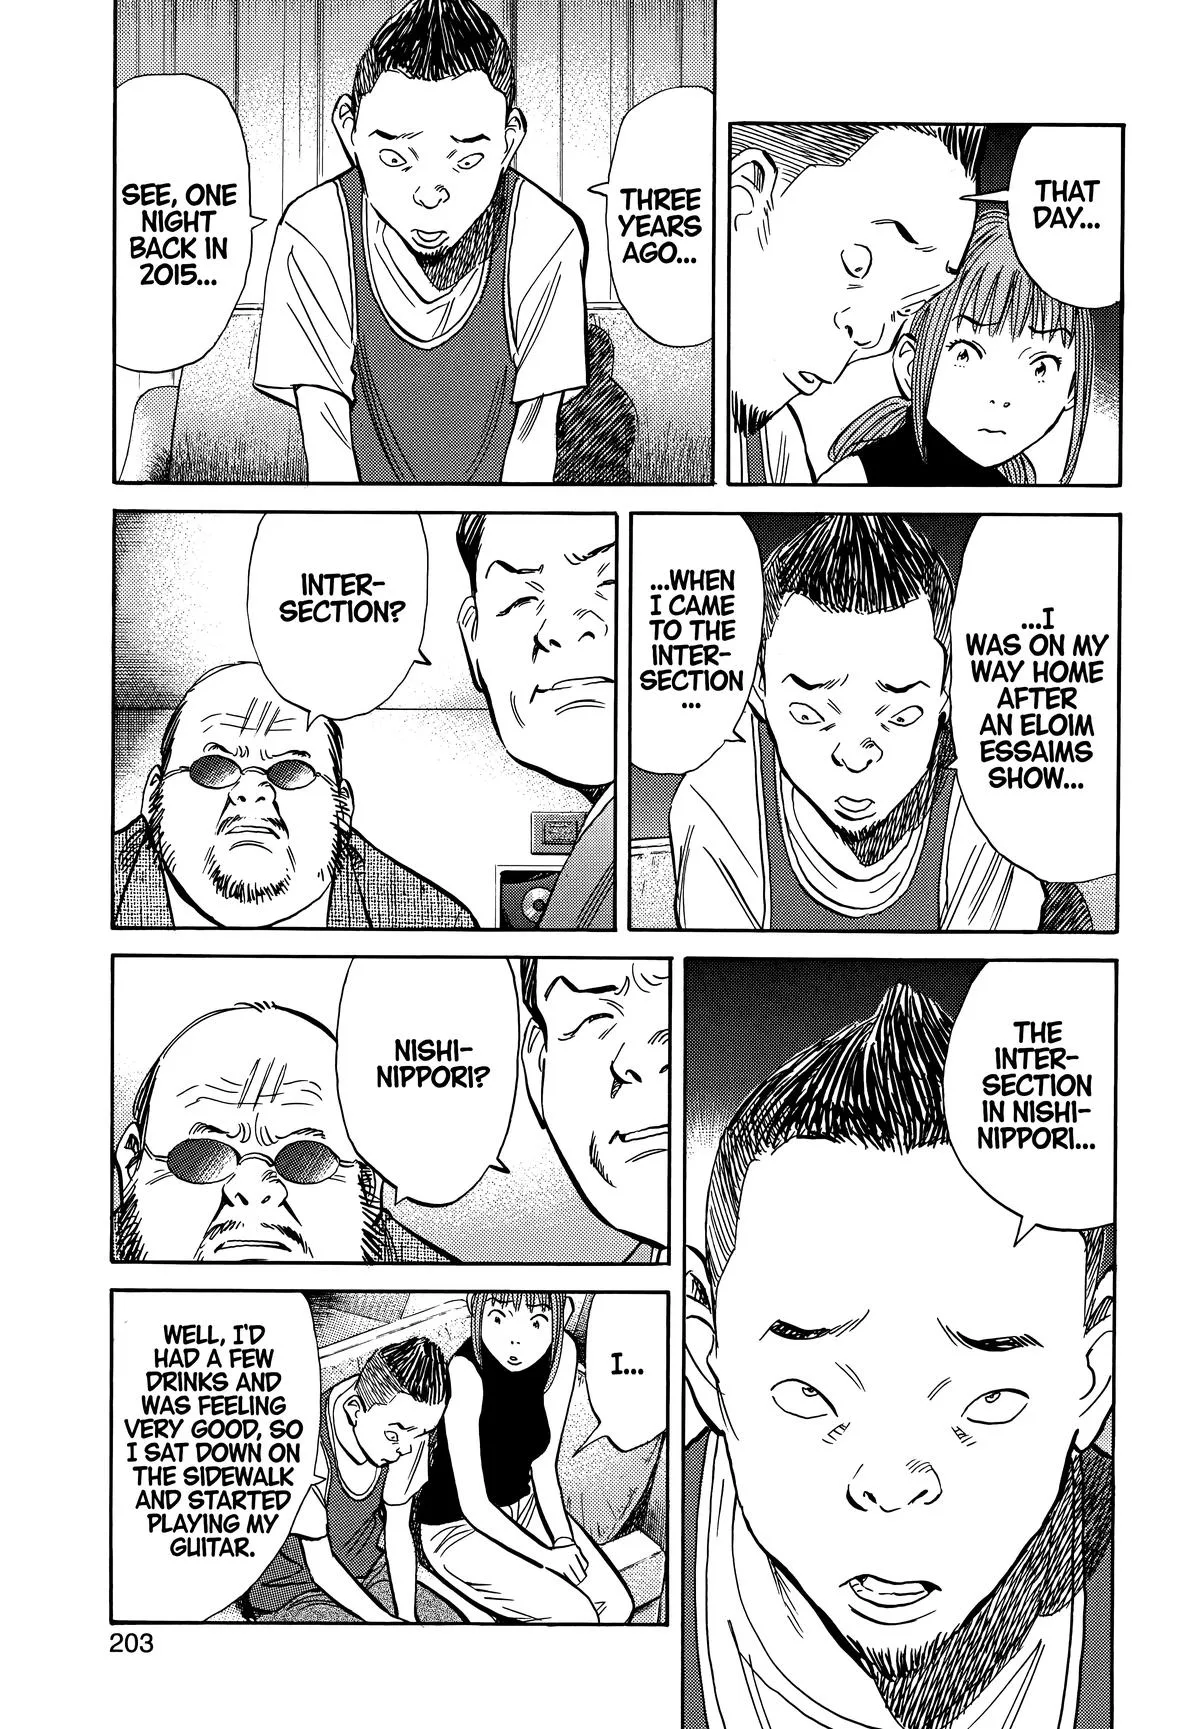 THAT
DAY...
THREE
YEARS
AGO...
SEE, ONE
NIGHT
BACK IN
2015...
...I
WAS ON MY
WAY HOME
AFTER
AN ELOIM
ESSAIMS
SHOW...
...WHEN
I CAME
TO THE
INTER-
SECTION
...
INTER-
SECTION?
THE
INTER-
SECTION
IN NISHI-
NIPPORI...
NISHI-
NIPPORI?
I...
WELL, I'D
HAD A FEW
DRINKS AND
WAS FEELING
VERY GOOD, SO
I SAT DOWN ON
THE SIDEWALK
AND STARTED
PLAYING MY
GUITAR.
203